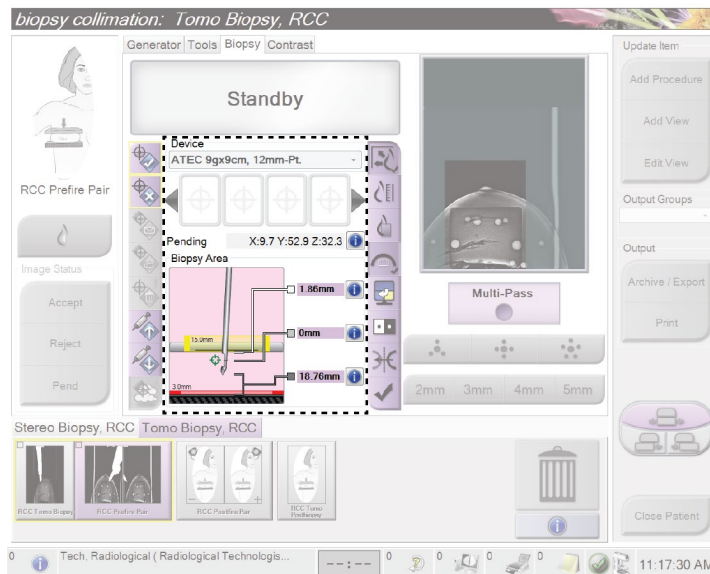 biopsy collimation: Tomo Biopsy, RCC
Generator Tools Biopsy Contrast
Standby
RCC Prefire Pair
Image Status
Accept
Reject
Pend
Device
ATEC 9gx9cm, 12mm-Pt.
Pending X:9.7 Y:52.9 Z:32.3
Biopsy Area
15.0mm
3.0mm
1.86mm
0mm
18.76mm
Multi-Pass
2mm 3mm 4mm 5mm
Update Item
Add Procedure
Add View
Edit View
Output Groups
Output
Archive / Export
Print
Close Patient
Stereo Biopsy, RCC Tomo Biopsy, RCC
RCC Tomo Biopsy
RCC Prefire Pair
RCC Postfire Pair
RCC Tomo
Postbiopsy
0 Tech, Radiological ( Radiological Technologis... --:-- 0 0 0 0 11:17:30 AM